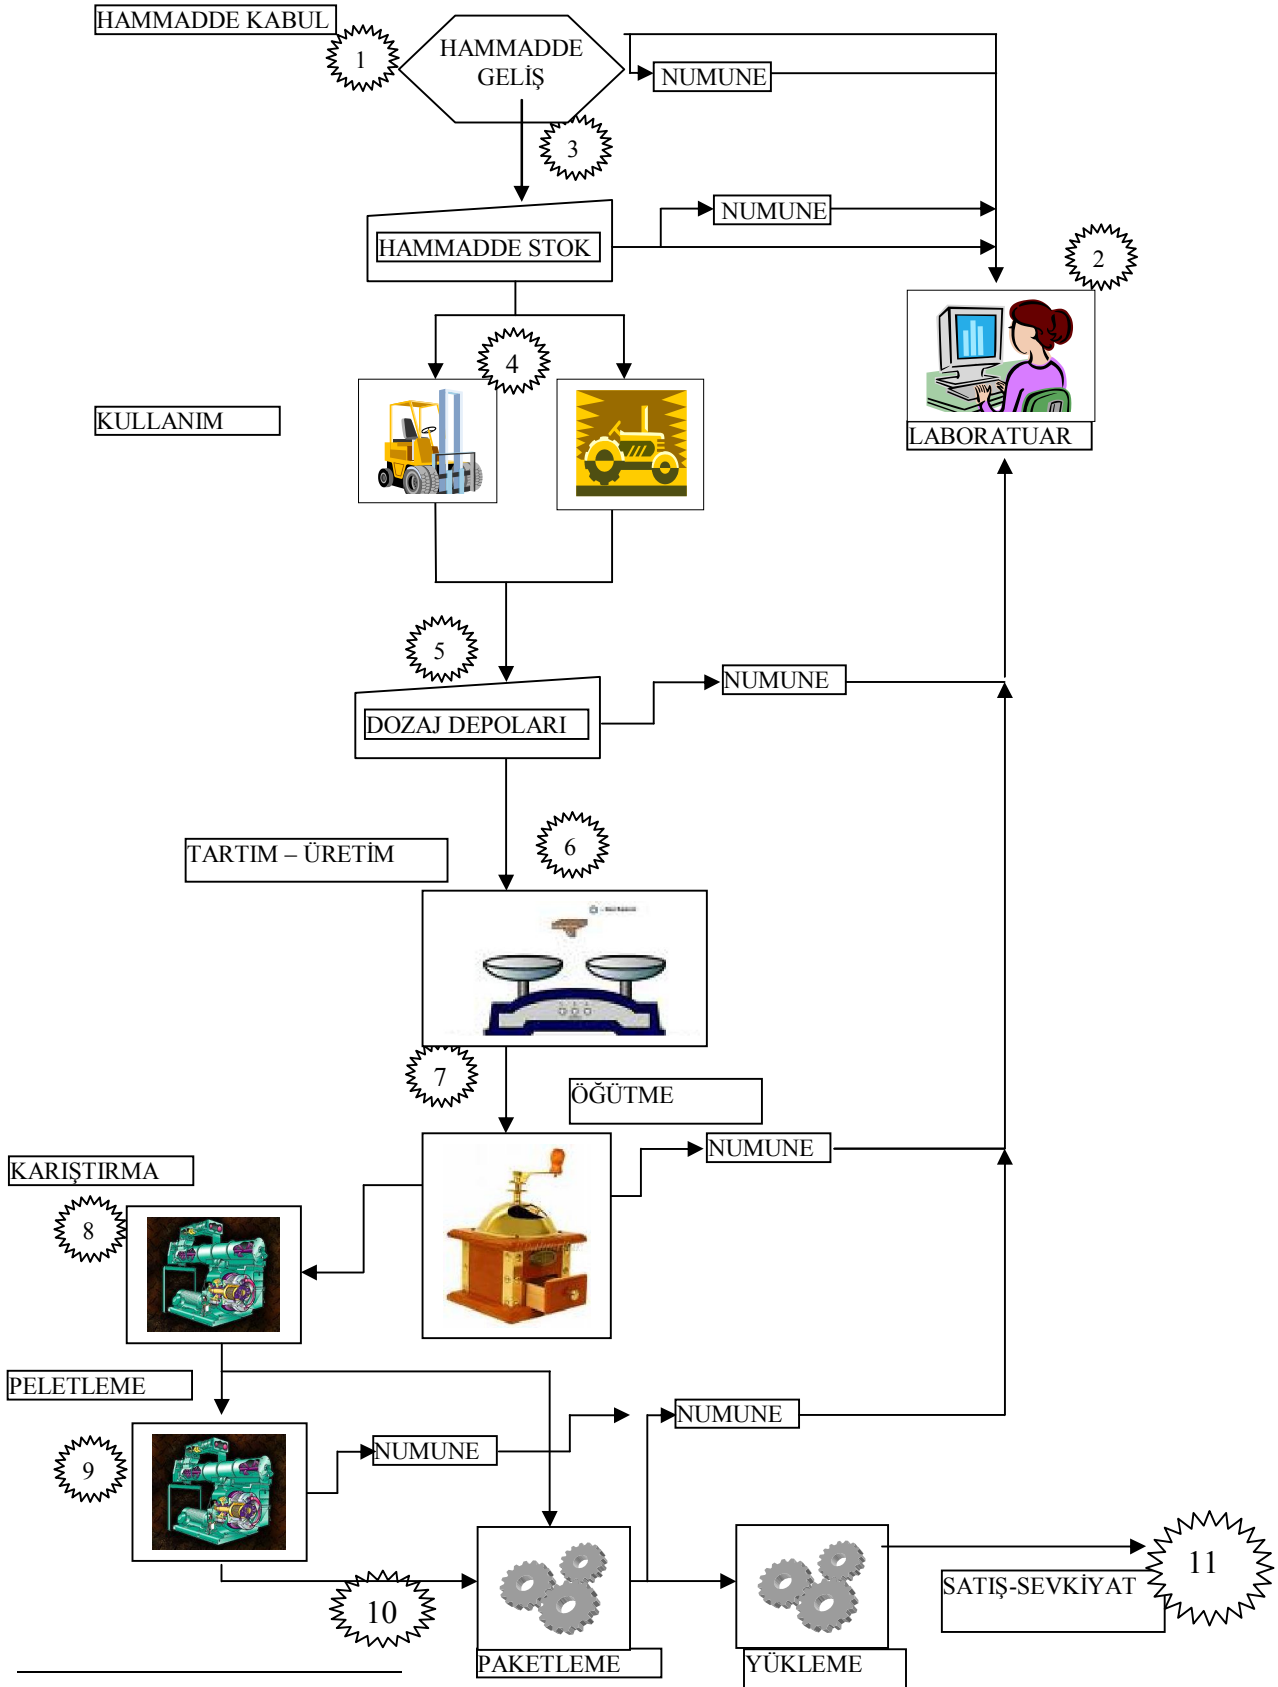 HAMMADDE KABUL
1
HAMMADDE
GELİŞ
NUMUNE
3
NUMUNE
HAMMADDE STOK
2
4
KULLANIM
LABORATUAR
5
NUMUNE
DOZAJ DEPOLARI
6
TARTIM – ÜRETİM
7
ÖĞÜTME
NUMUNE
KARIŞTIRMA
8
PELETLEME
NUMUNE
NUMUNE
9
11
SATIŞ-SEVKİYAT
10
PAKETLEME
YÜKLEME